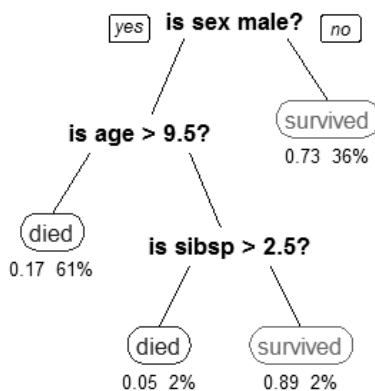 yes is sex male? no
is age > 9.5?
survived
0.73 36%
died
0.17 61%
is sibsp > 2.5?
died survived
0.05 2% 0.89 2%